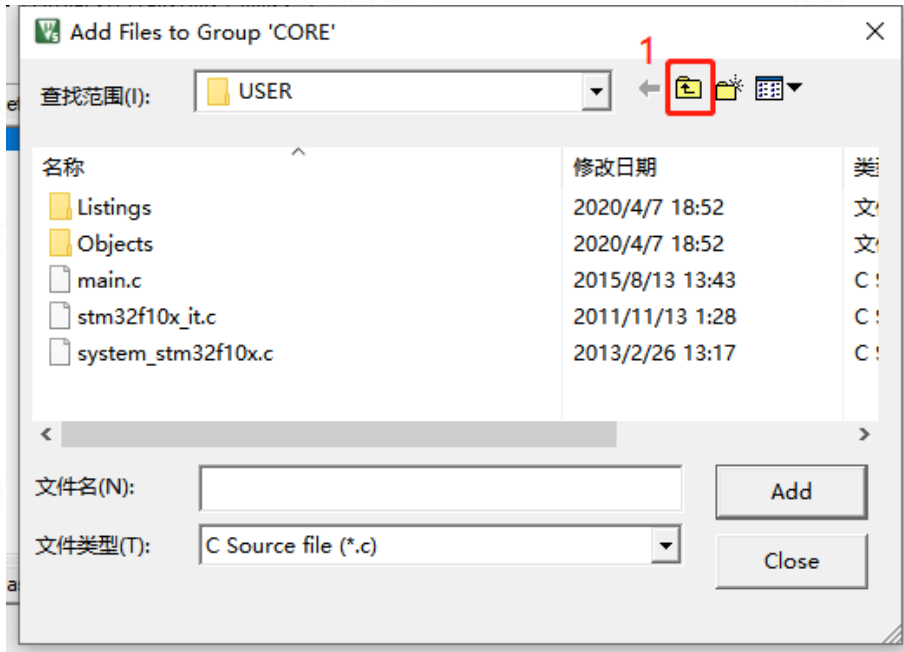 Add Files to Group 'CORE'
1
查找范围(I): USER
名称 修改日期
Listings 2020/4/7 18:52
Objects 2020/4/7 18:52
main.c 2015/8/13 13:43 C
stm32f10x_it.c 2011/11/13 1:28 C
system_stm32f10x.c 2013/2/26 13:17 C
文件名(N): Add
文件类型(T): C Source file (*.c)
Close